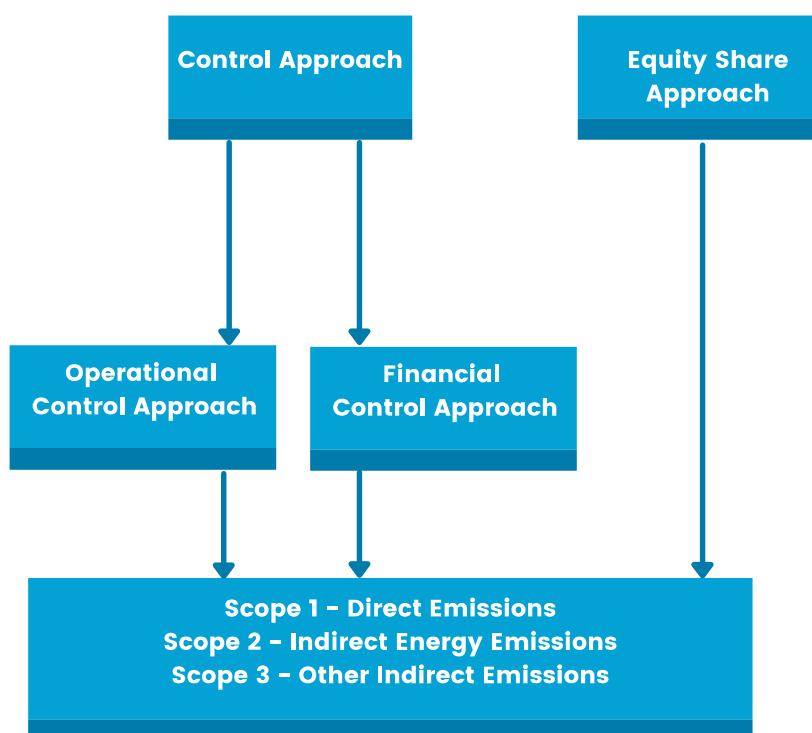 Control Approach
Equity Share
Approach
Operational
Control Approach
Financial
Control Approach
Scope 1 - Direct Emissions
Scope 2 - Indirect Energy Emissions
Scope 3 - Other Indirect Emissions